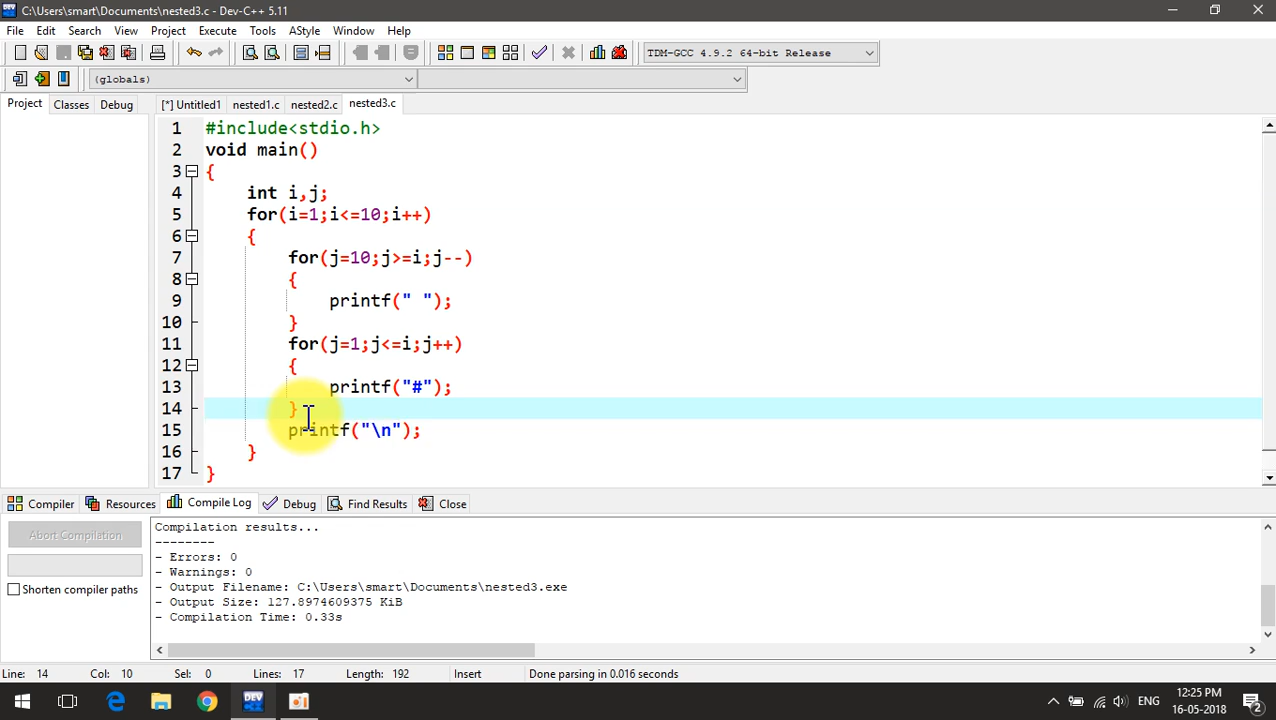 C:\Users\smart\Documents\nested3.c - Dev-C++ 5.11
File Edit Search View Project Execute Tools AStyle Window Help
TDM-GCC 4.9.2 64-bit Release
(globals)
Project Classes Debug [*] Untitled1 nested1.c nested2.c nested3.c
1 #include<stdio.h>
2 void main()
3 {
4 int i,j;
5 for(i=1;i<=10;i++)
6 {
7 for(j=10;j>=i;j--)
8 {
9 printf(" ");
10 }
11 for(j=1;j<=i;j++)
12 {
13 printf("#");
14 }
15 printf("\n");
16 }
17 }
Compiler Resources Compile Log Debug Find Results Close
Abort Compilation
Shorten compiler paths
Compilation results...
--------
- Errors: 0
- Warnings: 0
- Output Filename: C:\Users\smart\Documents\nested3.exe
- Output Size: 127.8974609375 KiB
- Compilation Time: 0.33s
Line: 14 Col: 10 Sel: 0 Lines: 17 Length: 192 Insert Done parsing in 0.016 seconds
DEV
ENG
12:25 PM
16-05-2018
2